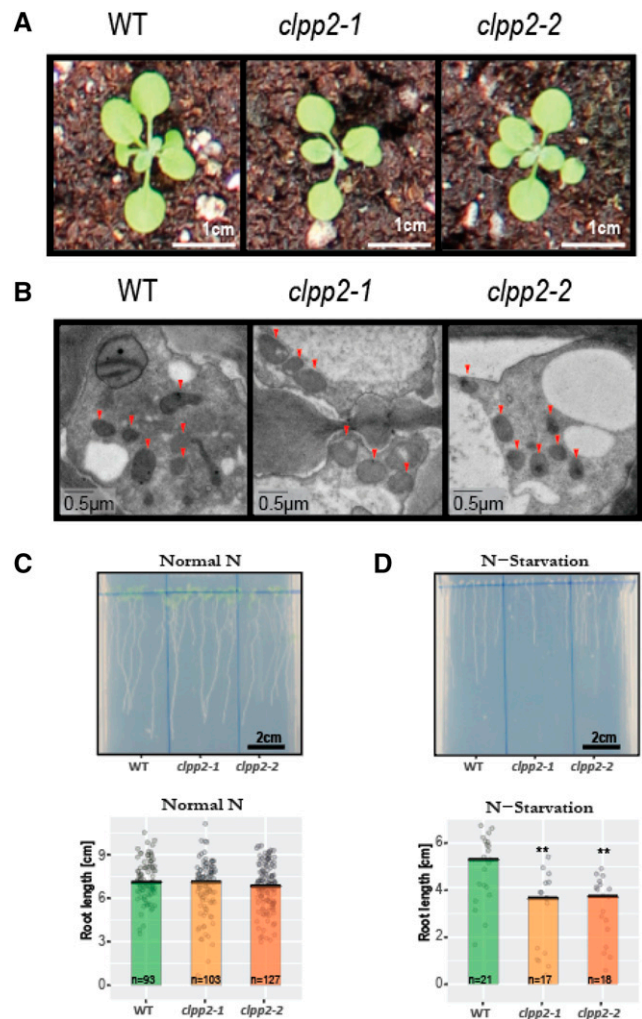 A
WT clpp2-1 clpp2-2
1cm 1cm 1cm
B
WT clpp2-1 clpp2-2
0.5μm 0.5μm 0.5μm
C
Normal N
2cm
WT clpp2-1 clpp2-2
Normal N
Root length [cm]
9
6
3
0
n=93 n=103 n=127
WT clpp2-1 clpp2-2
D
N−Starvation
2cm
WT clpp2-1 clpp2-2
N−Starvation
Root length [cm]
6
4
2
0
** **
n=21 n=17 n=18
WT clpp2-1 clpp2-2